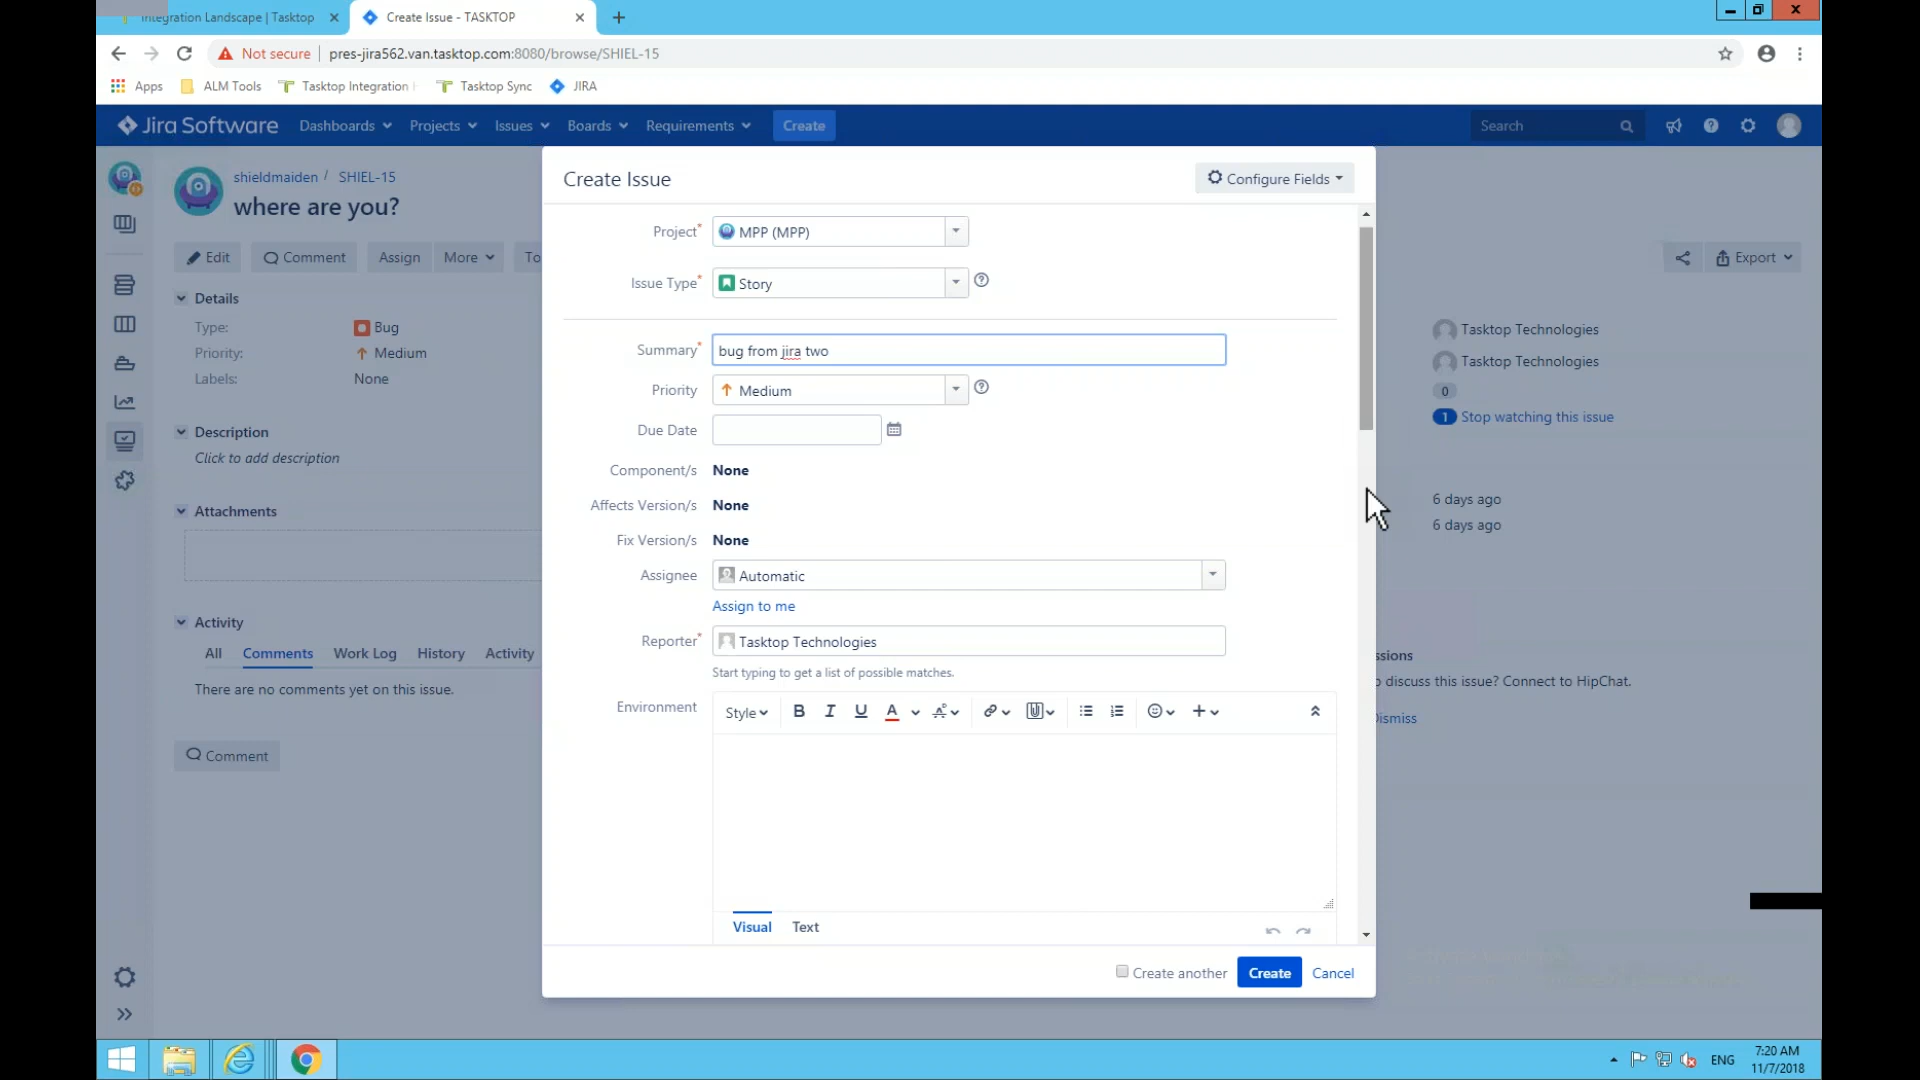 Integration Landscape | Tasktop
Create Issue - TASKTOP
Not secure | pres-jira562.van.tasktop.com:8080/browse/SHIEL-15
Apps ALM Tools Tasktop Integration Tasktop Sync JIRA
Jira Software Dashboards Projects Issues Boards Requirements Create Search
shieldmaiden / SHIEL-15
where are you?
Edit Comment Assign More To
Export
Details
Type: Bug
Priority: Medium
Labels: None
Description
Click to add description
Attachments
Activity
All Comments Work Log History Activity
There are no comments yet on this issue.
Comment
Create Issue
Configure Fields
Project* MPP (MPP)
Issue Type* Story
Summary* bug from jira two
Priority Medium
Due Date
Component/s None
Affects Version/s None
Fix Version/s None
Assignee Automatic
Assign to me
Reporter* Tasktop Technologies
Start typing to get a list of possible matches.
Environment
Style B I U A
Visual Text
Create another Create Cancel
Tasktop Technologies
Tasktop Technologies
0
1 Stop watching this issue
6 days ago
6 days ago
ssions
o discuss this issue? Connect to HipChat.
Dismiss
ENG
7:20 AM
11/7/2018